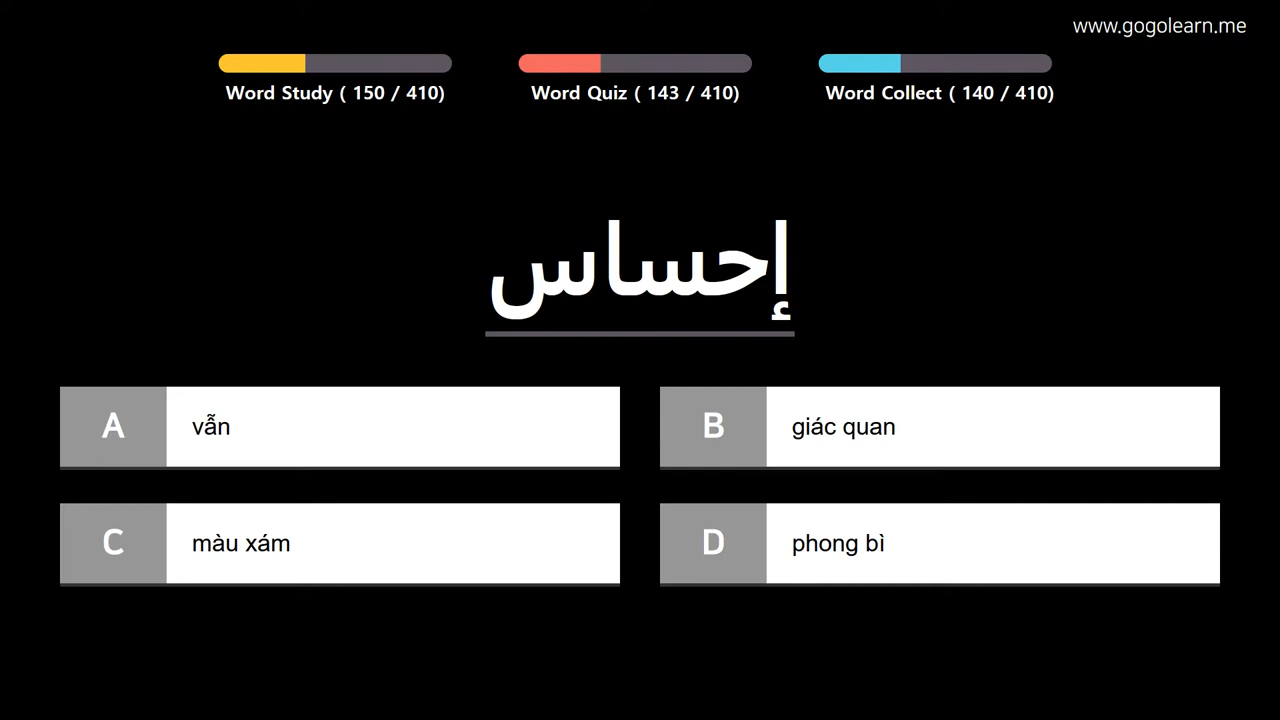 www.gogolearn.me
Word Study ( 150 / 410)
Word Quiz ( 143 / 410)
Word Collect ( 140 / 410)
إحساس
A vẫn
B giác quan
C màu xám
D phong bì